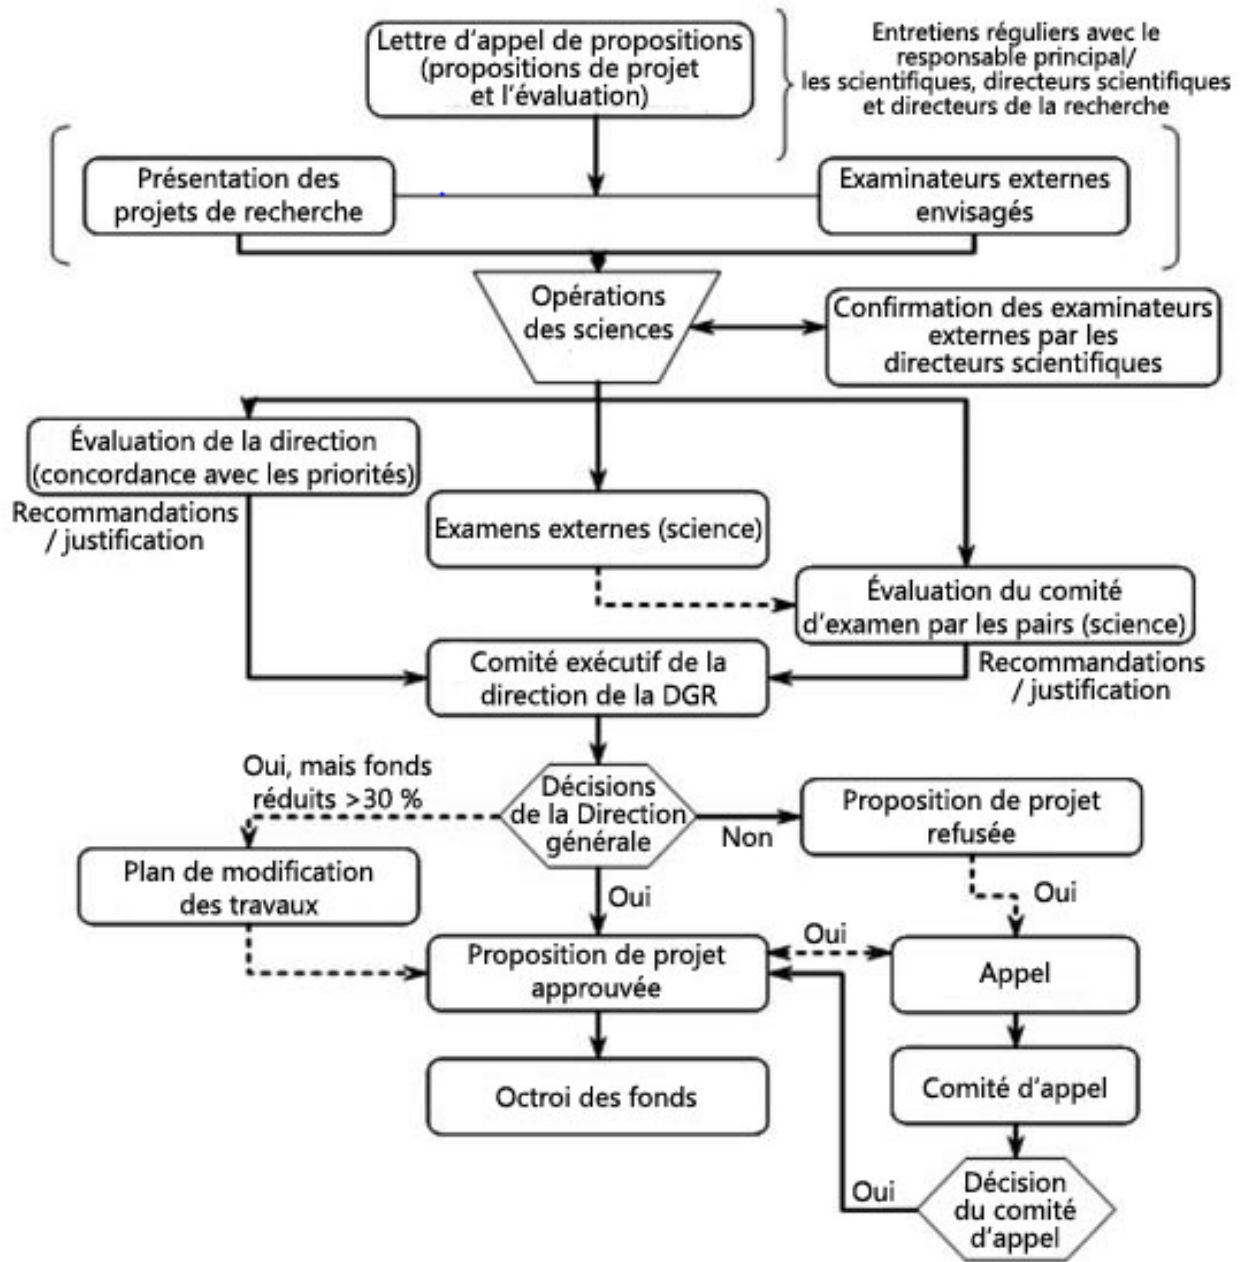 Lettre d'appel de propositions
(propositions de projet
et l'évaluation)
Entretiens réguliers avec le
responsable principal/
les scientifiques, directeurs scientifiques
et directeurs de la recherche
Présentation des
projets de recherche
Examinateurs externes
envisagés
Opérations
des sciences
Confirmation des examinateurs
externes par les
directeurs scientifiques
Évaluation de la direction
(concordance avec les priorités)
Recommandations
/ justification
Examens externes (science)
Évaluation du comité
d'examen par les pairs (science)
Recommandations
/ justification
Comité exécutif de la
direction de la DGR
Oui, mais fonds
réduits >30 %
Décisions
de la Direction
générale
Non
Proposition de projet
refusée
Plan de modification
des travaux
Oui
Oui
Proposition de projet
approuvée
Oui
Appel
Octroi des fonds
Comité d'appel
Oui
Décision
du comité
d'appel